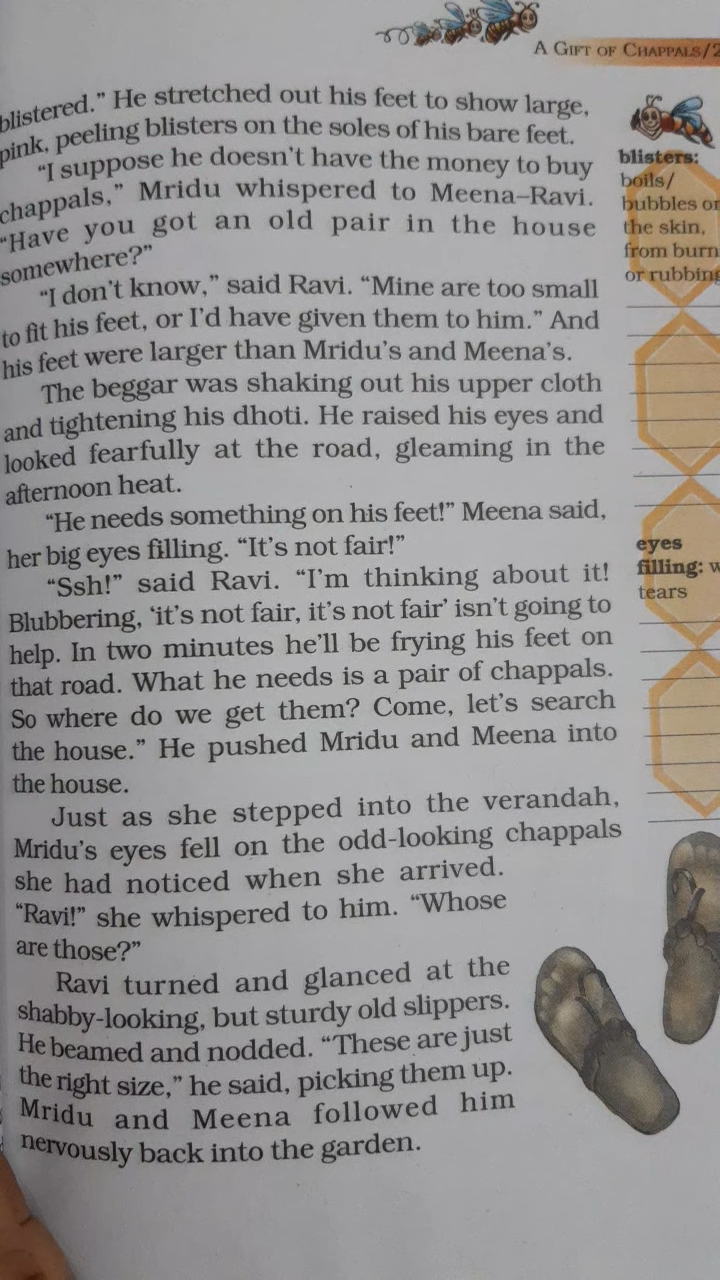 A GIFT OF CHAPPALS/2
blistered.” He stretched out his feet to show large,
pink, peeling blisters on the soles of his bare feet.
“I suppose he doesn’t have the money to buy
chappals,” Mridu whispered to Meena–Ravi.
“Have you got an old pair in the house
somewhere?”
“I don’t know,” said Ravi. “Mine are too small
to fit his feet, or I’d have given them to him.” And
his feet were larger than Mridu’s and Meena’s.
The beggar was shaking out his upper cloth
and tightening his dhoti. He raised his eyes and
looked fearfully at the road, gleaming in the
afternoon heat.
“He needs something on his feet!” Meena said,
her big eyes filling. “It’s not fair!”
“Ssh!” said Ravi. “I’m thinking about it!
Blubbering, ‘it’s not fair, it’s not fair’ isn’t going to
help. In two minutes he’ll be frying his feet on
that road. What he needs is a pair of chappals.
So where do we get them? Come, let’s search
the house.” He pushed Mridu and Meena into
the house.
Just as she stepped into the verandah,
Mridu’s eyes fell on the odd-looking chappals
she had noticed when she arrived.
“Ravi!” she whispered to him. “Whose
are those?”
Ravi turned and glanced at the
shabby-looking, but sturdy old slippers.
He beamed and nodded. “These are just
the right size,” he said, picking them up.
Mridu and Meena followed him
nervously back into the garden.
blisters:
boils/
bubbles on
the skin,
from burn
or rubbing
eyes
filling: w
tears